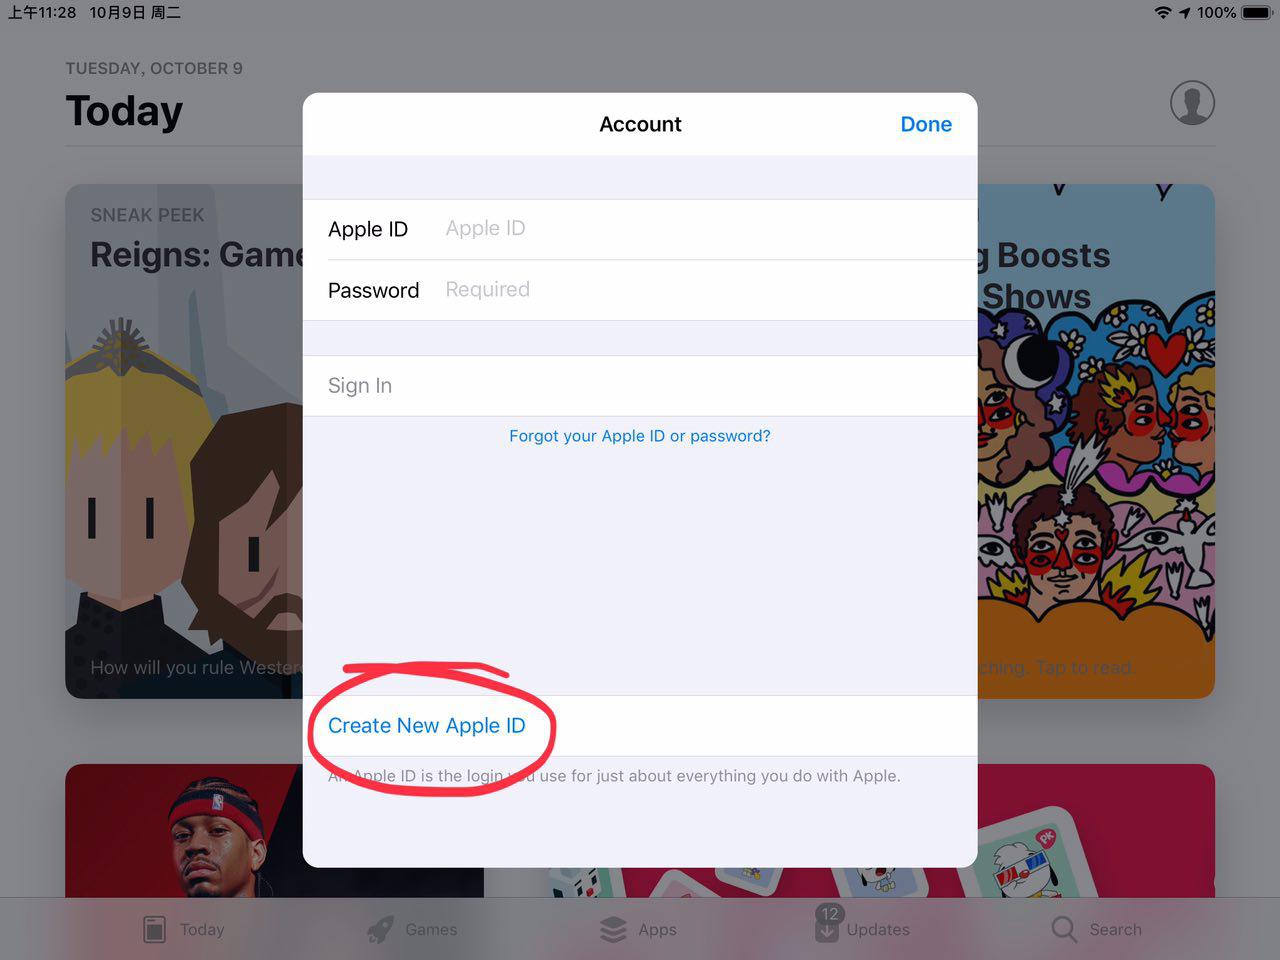 上午11:28 10月9日 周二
100%
TUESDAY, OCTOBER 9
Today
Account
Done
SNEAK PEEK
Reigns: Game
g Boosts
Shows
Apple ID
Apple ID
Password
Required
Sign In
Forgot your Apple ID or password?
How will you rule Wester
ching. Tap to read.
Create New Apple ID
An Apple ID is the login you use for just about everything you do with Apple.
PK
Today
Games
Apps
12
Updates
Search